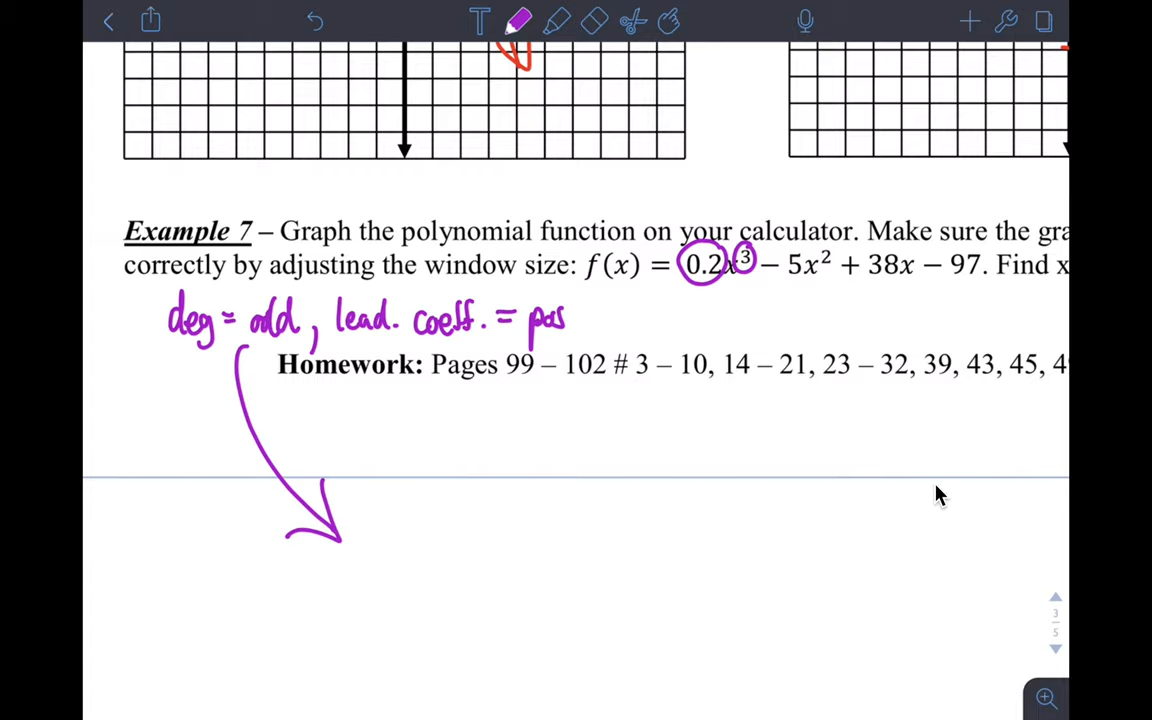 T
Example 7 – Graph the polynomial function on your calculator. Make sure the gra
correctly by adjusting the window size: f(x) = 0.2x³ − 5x² + 38x − 97. Find x
deg = odd, lead. coeff. = pos
Homework: Pages 99 – 102 # 3 – 10, 14 – 21, 23 – 32, 39, 43, 45, 4
3
5